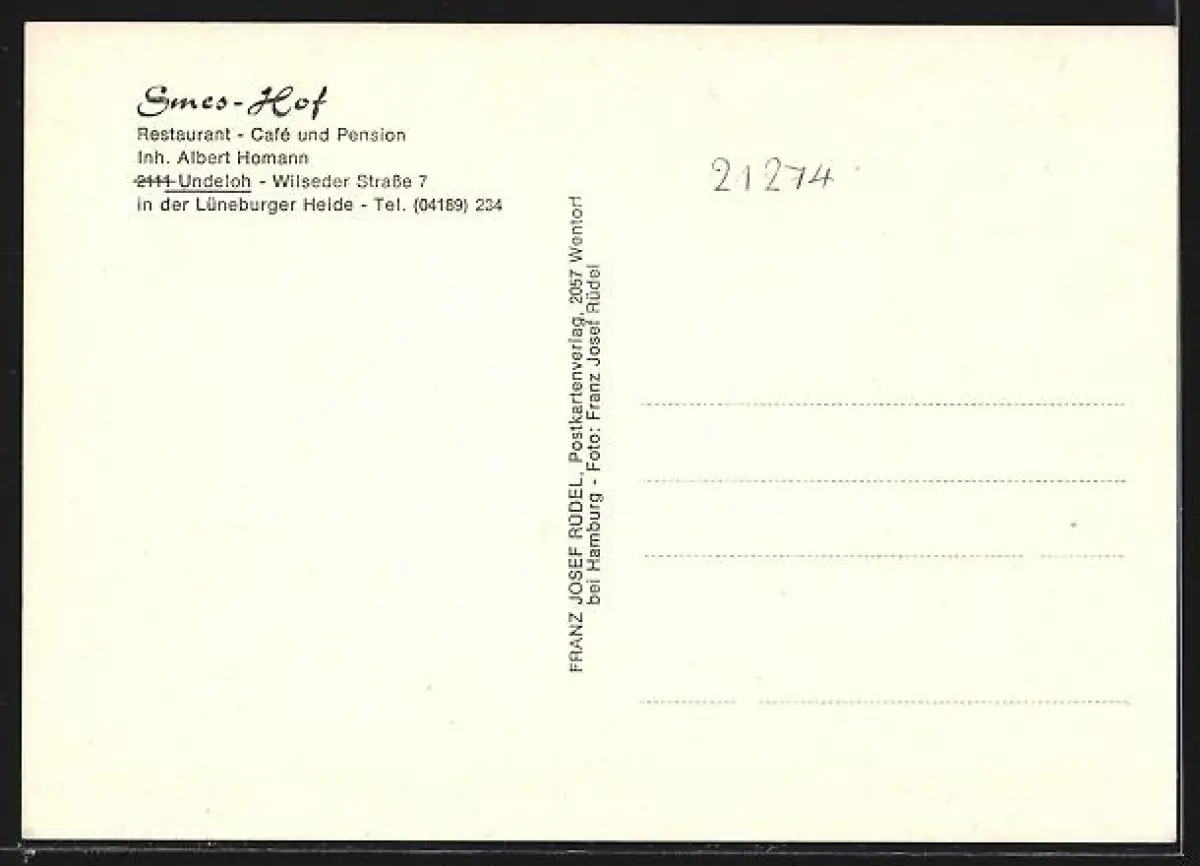 Smes-Hof
Restaurant - Café und Pension
Inh. Albert Homann
2111 Undeloh - Wilseder Straße 7
in der Lüneburger Heide - Tel. (04189) 234
21274
FRANZ JOSEF RÜDEL, Postkartenverlag, 2057 Wentorf
bei Hamburg - Foto: Franz Josef Rüdel